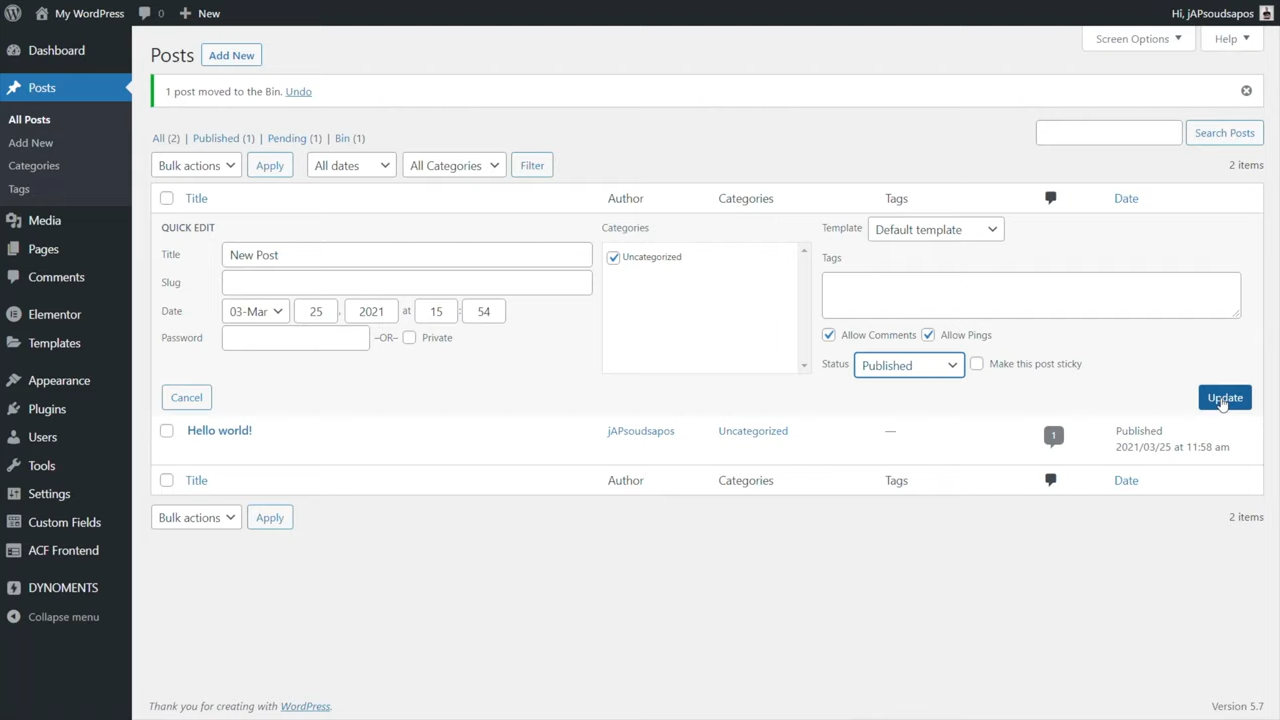 My WordPress 0 New Hi, jAPsoudsapos
Screen Options Help
Dashboard
Posts
All Posts
Add New
Categories
Tags
Media
Pages
Comments
Elementor
Templates
Appearance
Plugins
Users
Tools
Settings
Custom Fields
ACF Frontend
DYNOMENTS
Collapse menu
Posts Add New
1 post moved to the Bin. Undo
All (2) | Published (1) | Pending (1) | Bin (1)
Search Posts
Bulk actions Apply All dates All Categories Filter 2 items
Title Author Categories Tags Date
QUICK EDIT
Title New Post
Slug
Date 03-Mar 25 , 2021 at 15 : 54
Password –OR– Private
Categories
Uncategorized
Template Default template
Tags
Allow Comments Allow Pings
Status Published Make this post sticky
Cancel Update
Hello world! jAPsoudsapos Uncategorized — 1 Published
2021/03/25 at 11:58 am
Title Author Categories Tags Date
Bulk actions Apply 2 items
Thank you for creating with WordPress. Version 5.7